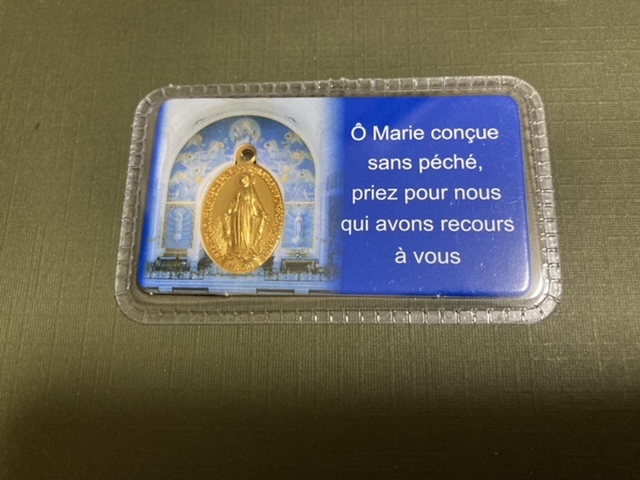 Ô Marie conçue
sans péché,
priez pour nous
qui avons recours
à vous